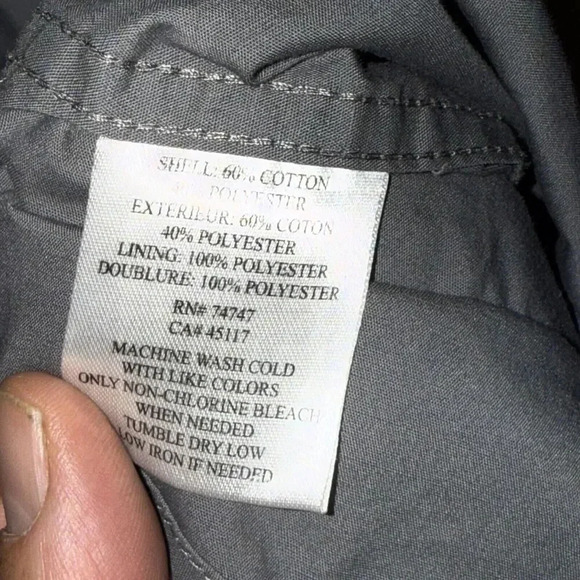 SHELL: 60% COTTON
40% POLYESTER
EXTERIEUR: 60% COTON
40% POLYESTER
LINING: 100% POLYESTER
DOUBLURE: 100% POLYESTER
RN# 74747
CA# 45117
MACHINE WASH COLD
WITH LIKE COLORS
ONLY NON-CHLORINE BLEACH
WHEN NEEDED
TUMBLE DRY LOW
LOW IRON IF NEEDED